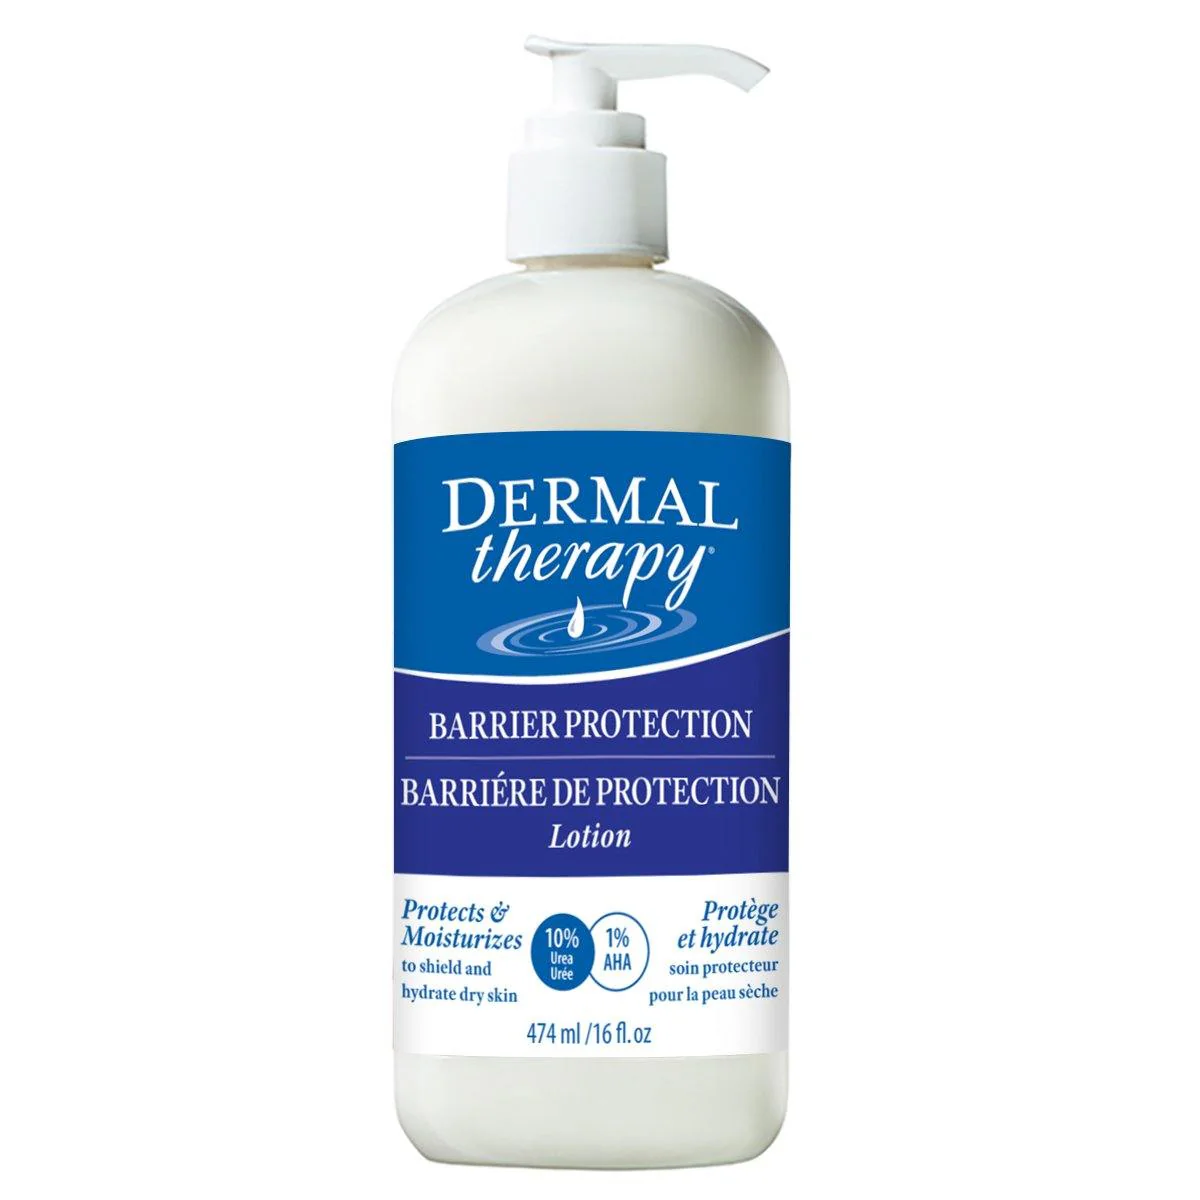 DERMAL
therapy®
BARRIER PROTECTION
BARRIÉRE DE PROTECTION
Lotion
Protects &
Moisturizes
to shield and
hydrate dry skin
10%
Urea
Urée
1%
AHA
Protège
et hydrate
soin protecteur
pour la peau sèche
474 ml /16 fl. oz